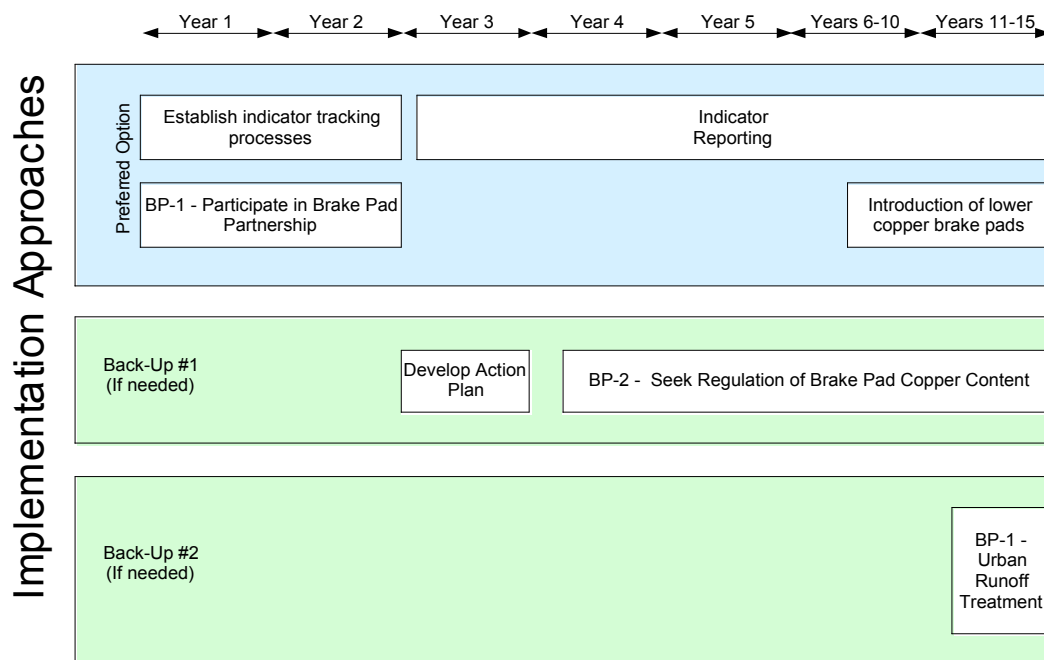 Year 1
Year 2
Year 3
Year 4
Year 5
Years 6-10
Years 11-15
Implementation Approaches
Preferred Option
Establish indicator tracking
processes
Indicator
Reporting
BP-1 - Participate in Brake Pad
Partnership
Introduction of lower
copper brake pads
Back-Up #1
(If needed)
Develop Action
Plan
BP-2 -  Seek Regulation of Brake Pad Copper Content
Back-Up #2
(If needed)
BP-1 -
Urban
Runoff
Treatment